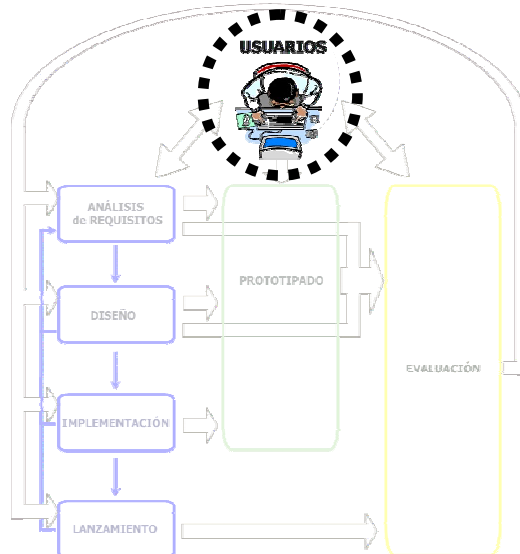 USUARIOS
ANÁLISIS
de REQUISITOS
PROTOTIPADO
DISEÑO
EVALUACIÓN
IMPLEMENTACIÓN
LANZAMIENTO